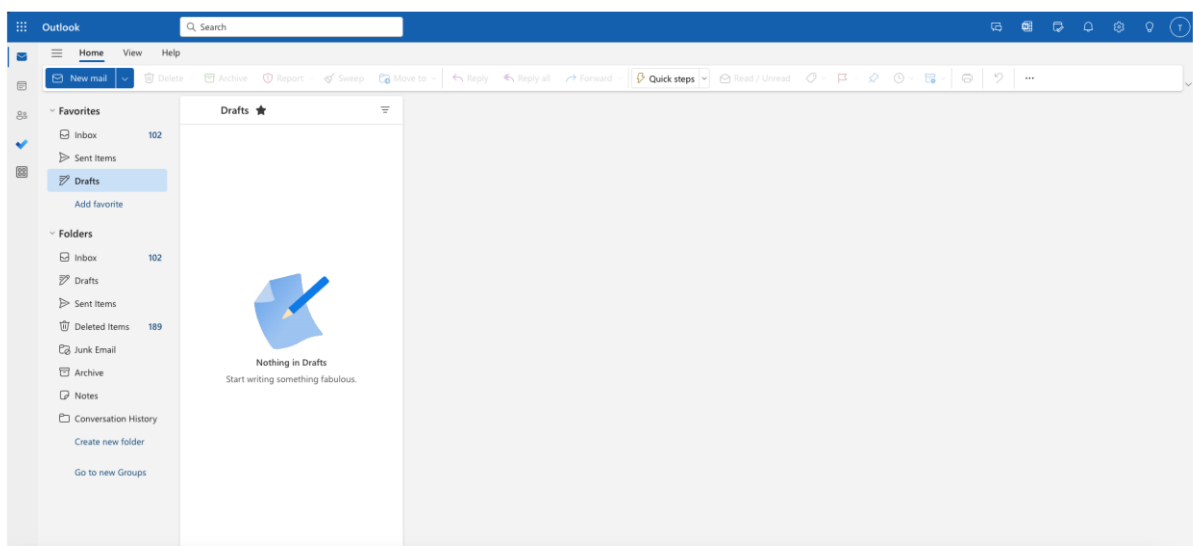 Outlook
Search
T
Home View Help
New mail Delete Archive Report Sweep Move to Reply Reply all Forward Quick steps Read / Unread
Favorites
Inbox 102
Sent Items
Drafts
Add favorite
Folders
Inbox 102
Drafts
Sent Items
Deleted Items 189
Junk Email
Archive
Notes
Conversation History
Create new folder
Go to new Groups
Drafts
Nothing in Drafts
Start writing something fabulous.